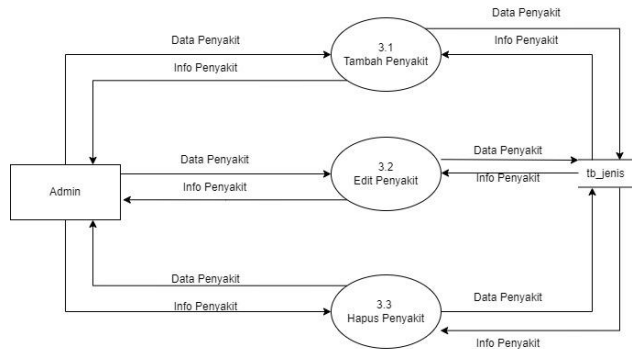 Data Penyakit
3.1
Tambah Penyakit
Data Penyakit
Info Penyakit
Info Penyakit
Admin
Data Penyakit
Info Penyakit
3.2
Edit Penyakit
Data Penyakit
Info Penyakit
tb_jenis
Data Penyakit
Info Penyakit
3.3
Hapus Penyakit
Data Penyakit
Info Penyakit